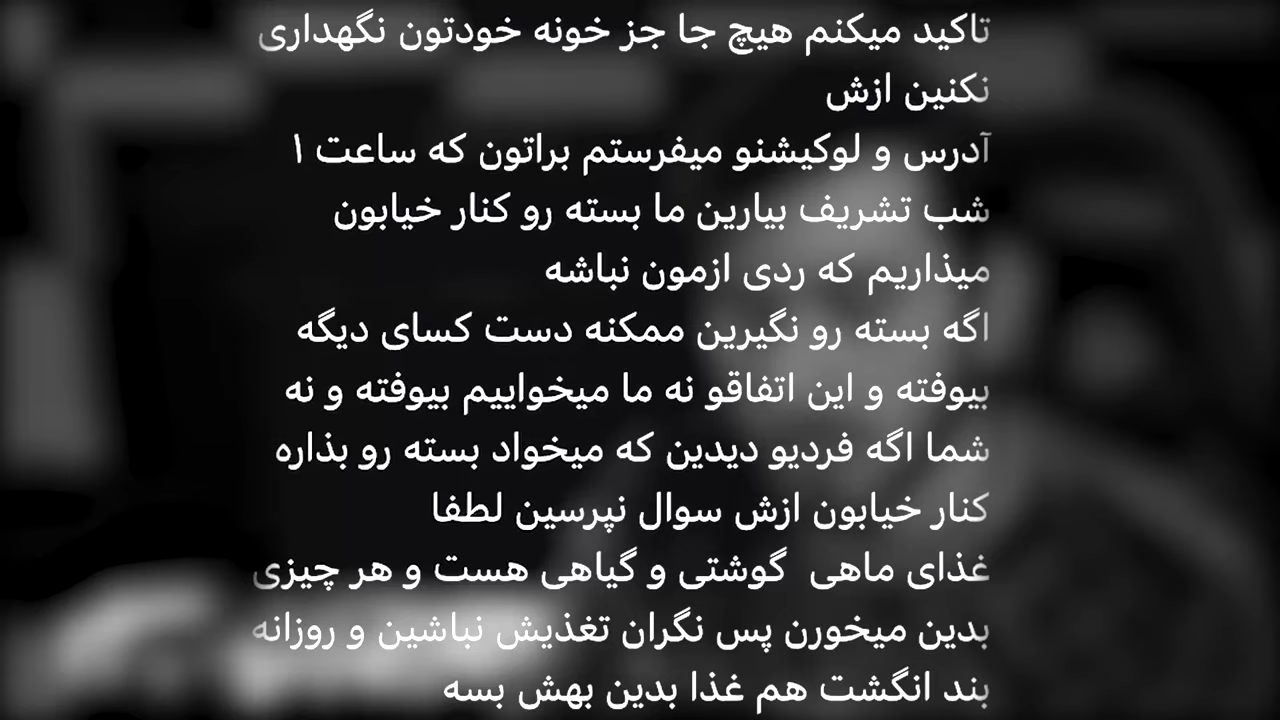 تاکید میکنم هیچ جا جز خونه خودتون نگهداری
نکنین ازش
آدرس و لوکیشنو میفرستم براتون که ساعت ۱
شب تشریف بیارین ما بسته رو کنار خیابون
میذاریم که ردی ازمون نباشه
اگه بسته رو نگیرین ممکنه دست کسای دیگه
بیوفته و این اتفاقو نه ما میخواییم بیوفته و نه
شما اگه فردیو دیدین که میخواد بسته رو بذاره
کنار خیابون ازش سوال نپرسین لطفا
غذای ماهی گوشتی و گیاهی هست و هر چیزی
بدین میخورن پس نگران تغذیش نباشین و روزانه
بند انگشت هم غذا بدین بهش بسه